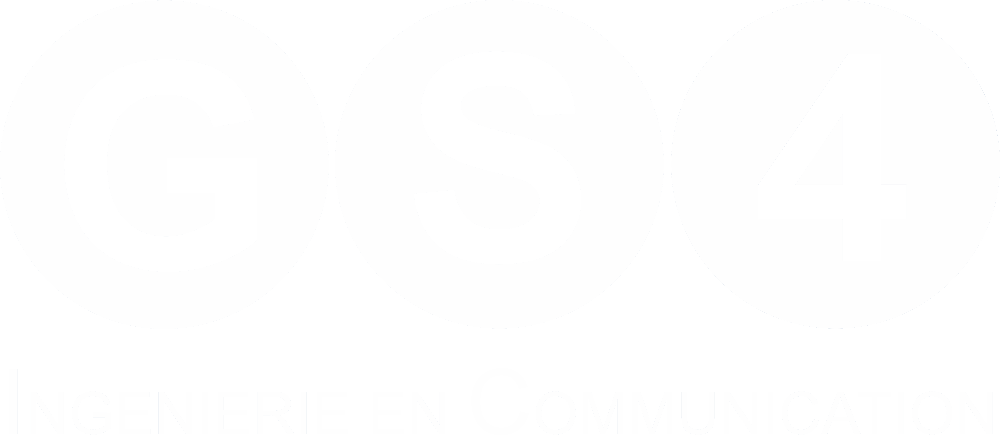 GS4
INGENIERIE EN COMMUNICATION